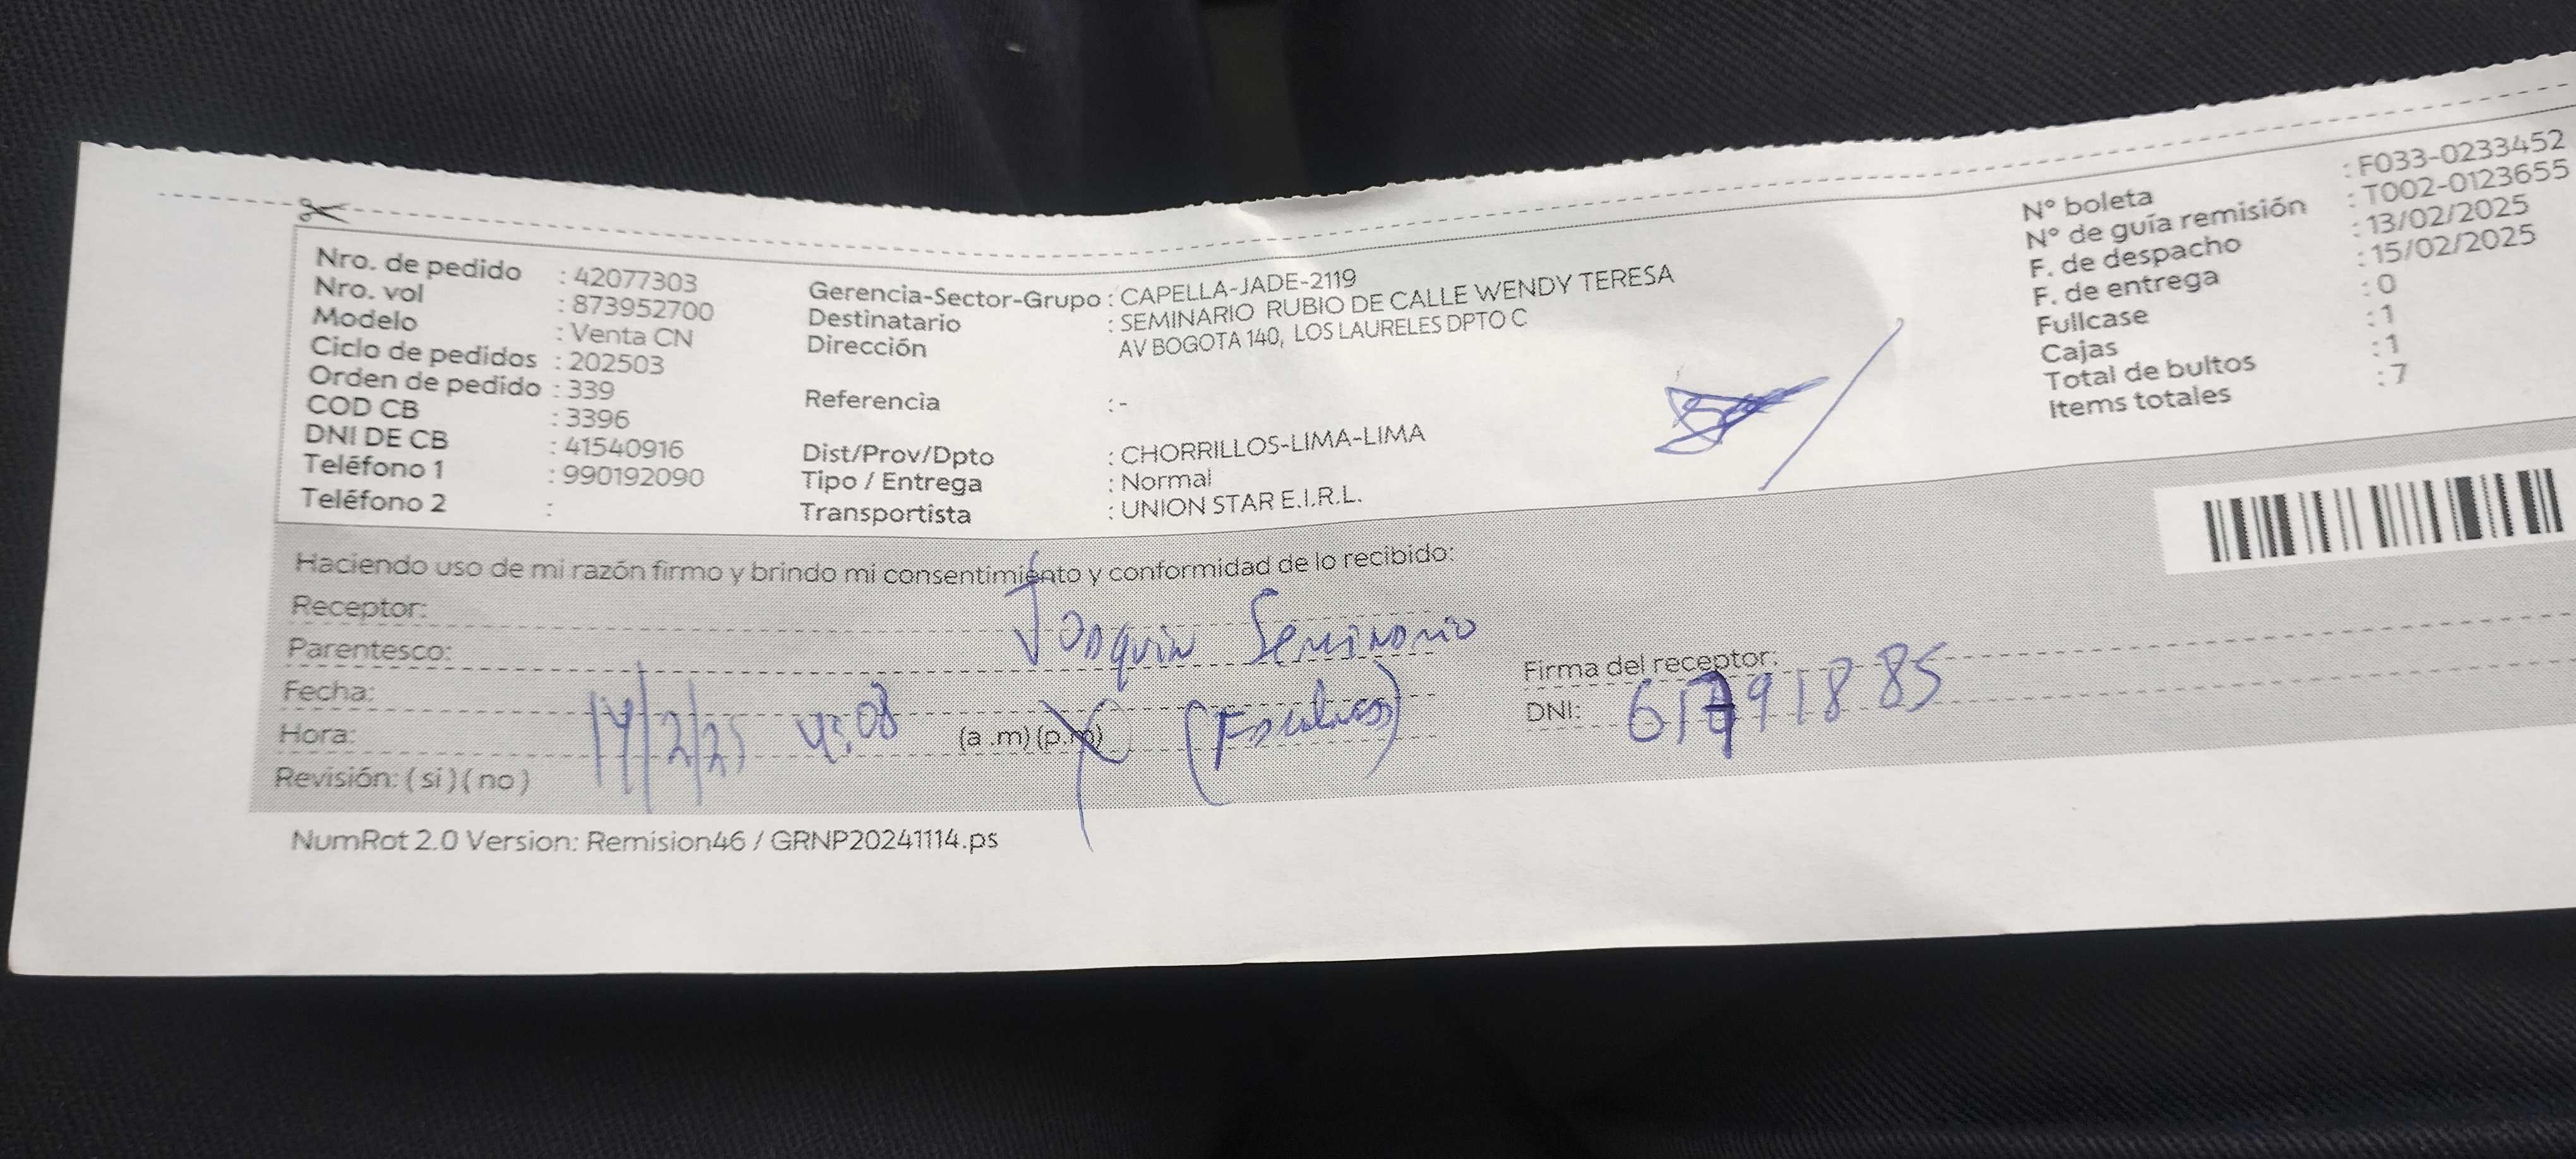 Nro. de pedido : 42077303
Nro. vol : 873952700
Modelo : Venta CN
Ciclo de pedidos : 202503
Orden de pedido : 339
COD CB : 3396
DNI DE CB : 41540916
Teléfono 1 : 990192090
Teléfono 2 :
Gerencia-Sector-Grupo : CAPELLA-JADE-2119
Destinatario : SEMINARIO RUBIO DE CALLE WENDY TERESA
Dirección AV BOGOTA 140, LOS LAURELES DPTO C
Referencia : -
Dist/Prov/Dpto : CHORRILLOS-LIMA-LIMA
Tipo / Entrega : Normal
Transportista : UNION STAR E.I.R.L.
N° boleta : F033-0233452
N° de guía remisión : T002-0123655
F. de despacho : 13/02/2025
F. de entrega : 15/02/2025
Fullcase : 0
Cajas : 1
Total de bultos : 1
Items totales : 7
Haciendo uso de mi razón firmo y brindo mi consentimiento y conformidad de lo recibido:
Receptor:
Joaquin Seminario
Parentesco:
Firma del receptor:
Fecha:
14/2/25 4:08
DNI:
Hora: (a .m) (p.m)
Revisión: ( si ) ( no )
NumRot 2.0 Version: Remision46 / GRNP20241114.ps